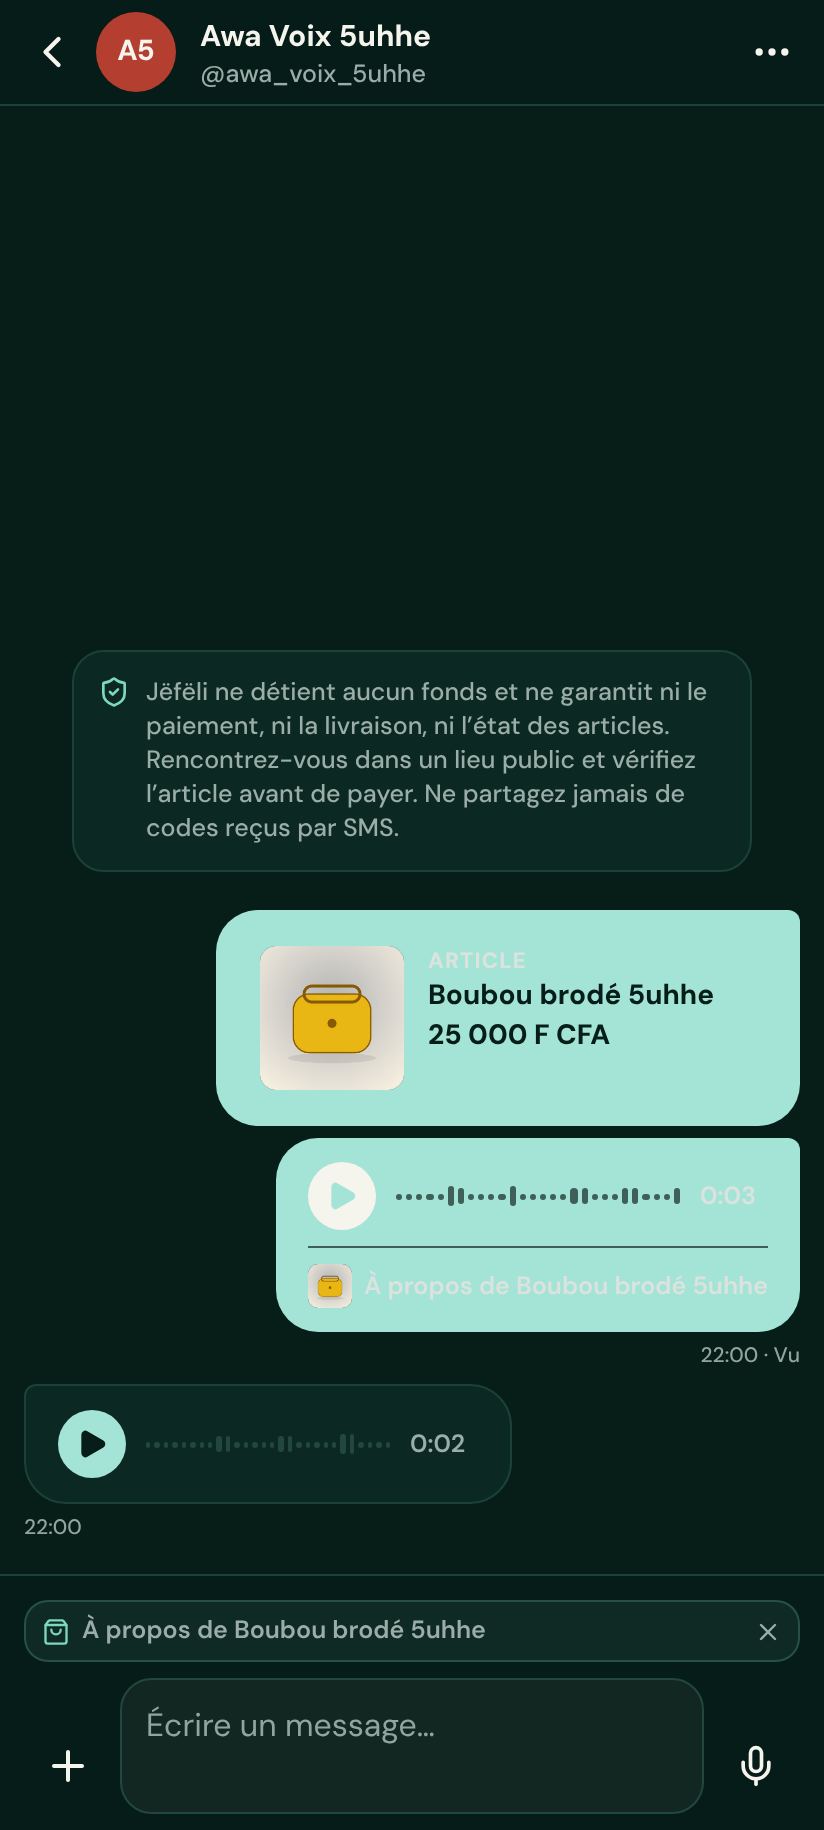 A5
Awa Voix 5uhhe
@awa_voix_5uhhe
Jëfëli ne détient aucun fonds et ne garantit ni le
paiement, ni la livraison, ni l’état des articles.
Rencontrez-vous dans un lieu public et vérifiez
l’article avant de payer. Ne partagez jamais de
codes reçus par SMS.
ARTICLE
Boubou brodé 5uhhe
25 000 F CFA
0:03
À propos de Boubou brodé 5uhhe
22:00 · Vu
0:02
22:00
À propos de Boubou brodé 5uhhe
Écrire un message…